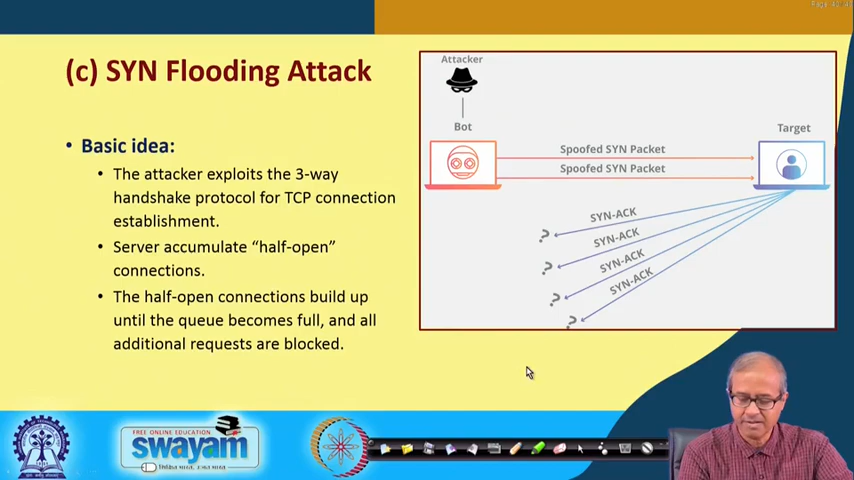 (c) SYN Flooding Attack
• Basic idea:
• The attacker exploits the 3-way
handshake protocol for TCP connection
establishment.
• Server accumulate “half-open”
connections.
• The half-open connections build up
until the queue becomes full, and all
additional requests are blocked.
Attacker
Bot
Target
Spoofed SYN Packet
Spoofed SYN Packet
SYN-ACK
?
SYN-ACK
?
SYN-ACK
?
SYN-ACK
?
FREE ONLINE EDUCATION
swayam